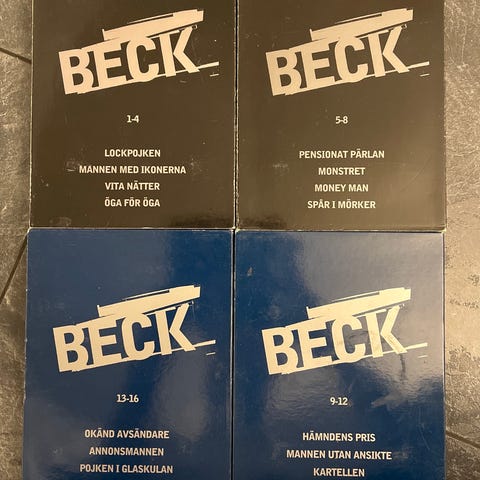 BECK
1-4
LOCKPOJKEN
MANNEN MED IKONERNA
VITA NÄTTER
ÖGA FÖR ÖGA
BECK
5-8
PENSIONAT PÄRLAN
MONSTRET
MONEY MAN
SPÅR I MÖRKER
BECK
13-16
OKÄND AVSÄNDARE
ANNONSMANNEN
POJKEN I GLASKULAN
BECK
9-12
HÄMNDENS PRIS
MANNEN UTAN ANSIKTE
KARTELLEN